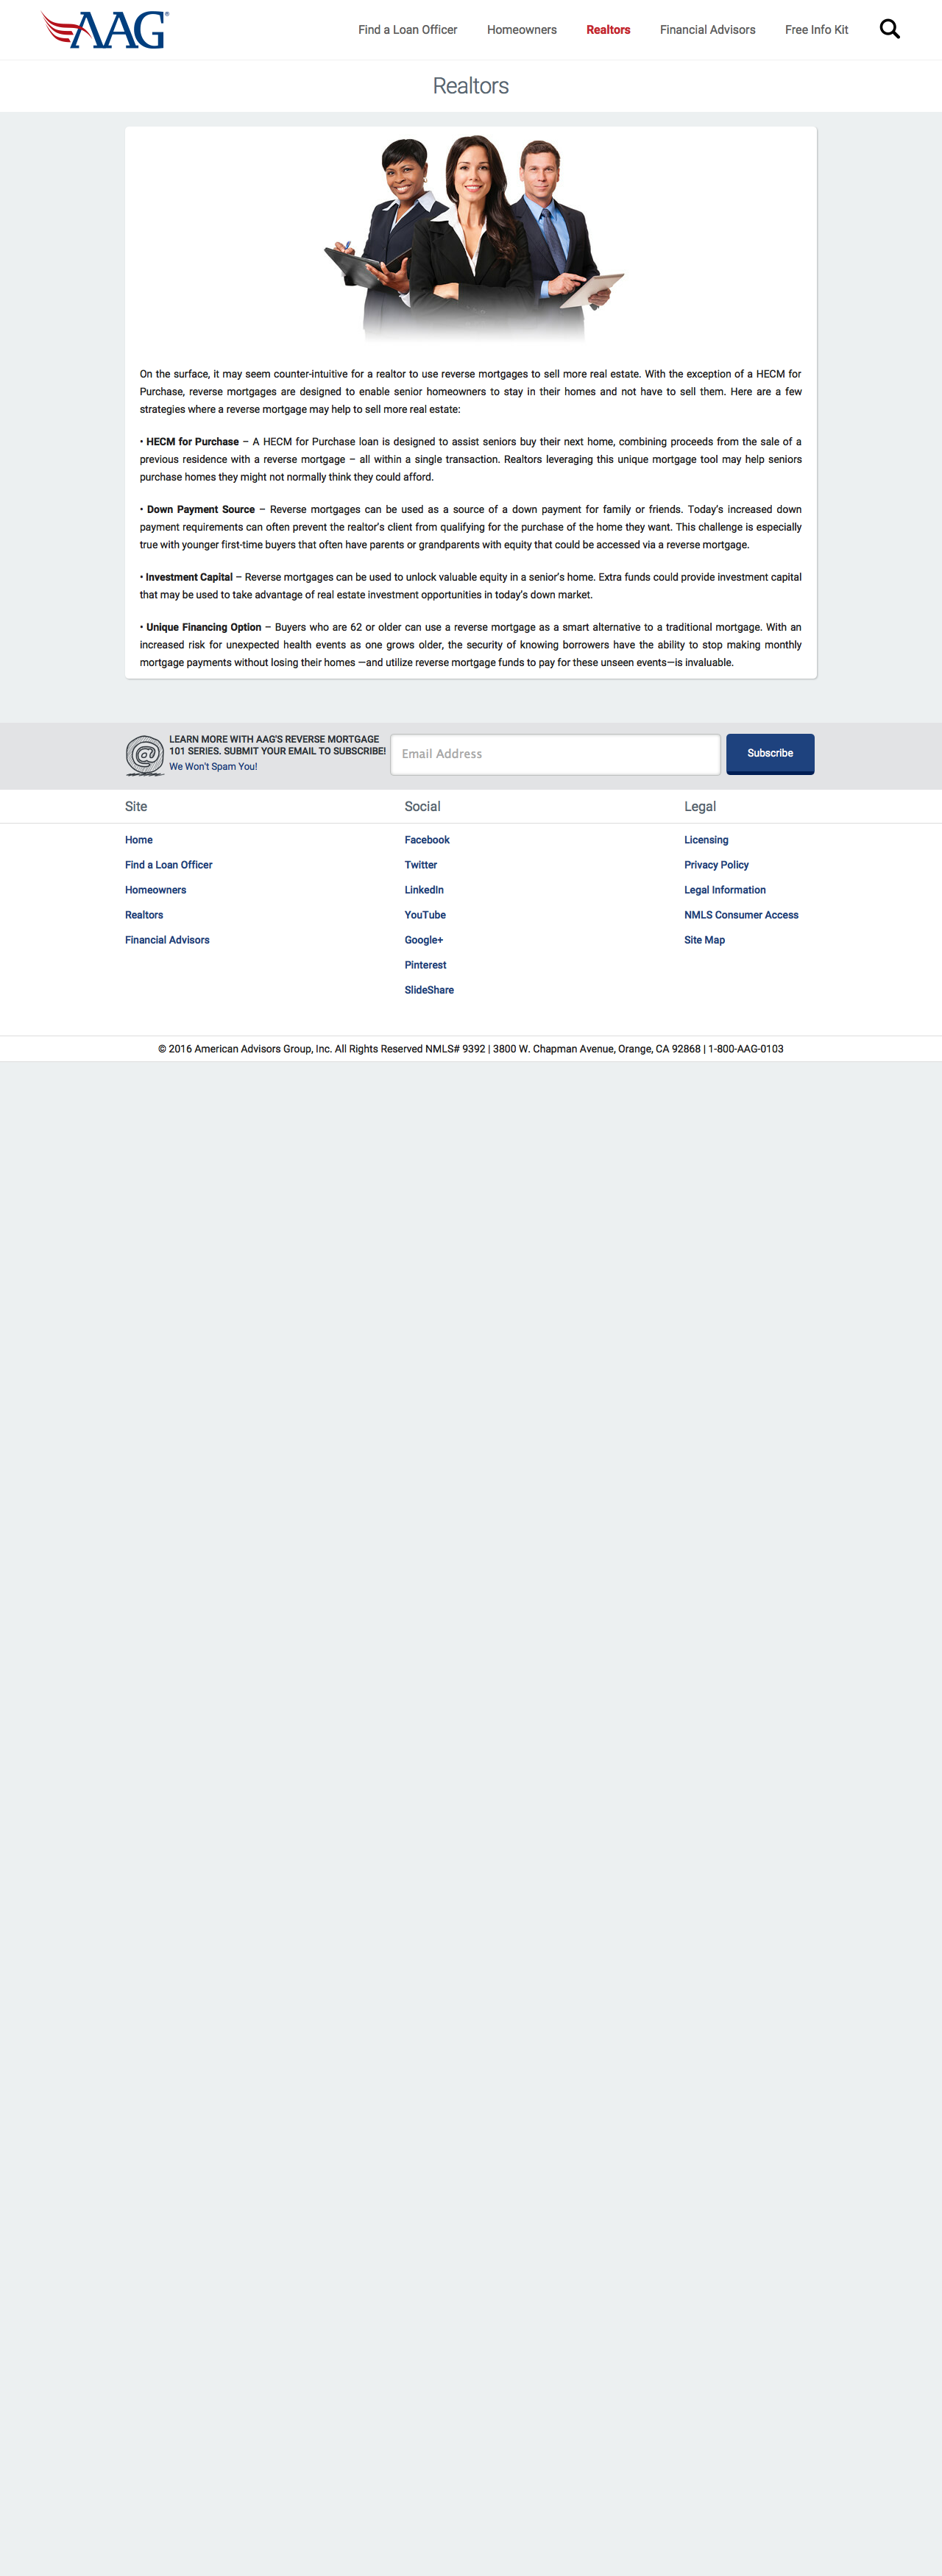 AAG®
Find a Loan Officer
Homeowners
Realtors
Financial Advisors
Free Info Kit
Realtors
On the surface, it may seem counter-intuitive for a realtor to use reverse mortgages to sell more real estate. With the exception of a HECM for
Purchase, reverse mortgages are designed to enable senior homeowners to stay in their homes and not have to sell them. Here are a few
strategies where a reverse mortgage may help to sell more real estate:
• HECM for Purchase – A HECM for Purchase loan is designed to assist seniors buy their next home, combining proceeds from the sale of a
previous residence with a reverse mortgage – all within a single transaction. Realtors leveraging this unique mortgage tool may help seniors
purchase homes they might not normally think they could afford.
• Down Payment Source – Reverse mortgages can be used as a source of a down payment for family or friends. Today's increased down
payment requirements can often prevent the realtor's client from qualifying for the purchase of the home they want. This challenge is especially
true with younger first-time buyers that often have parents or grandparents with equity that could be accessed via a reverse mortgage.
• Investment Capital – Reverse mortgages can be used to unlock valuable equity in a senior's home. Extra funds could provide investment capital
that may be used to take advantage of real estate investment opportunities in today's down market.
• Unique Financing Option – Buyers who are 62 or older can use a reverse mortgage as a smart alternative to a traditional mortgage. With an
increased risk for unexpected health events as one grows older, the security of knowing borrowers have the ability to stop making monthly
mortgage payments without losing their homes —and utilize reverse mortgage funds to pay for these unseen events—is invaluable.
@
LEARN MORE WITH AAG'S REVERSE MORTGAGE
101 SERIES. SUBMIT YOUR EMAIL TO SUBSCRIBE!
We Won't Spam You!
Email Address
Subscribe
Site
Home
Find a Loan Officer
Homeowners
Realtors
Financial Advisors
Social
Facebook
Twitter
LinkedIn
YouTube
Google+
Pinterest
SlideShare
Legal
Licensing
Privacy Policy
Legal Information
NMLS Consumer Access
Site Map
© 2016 American Advisors Group, Inc. All Rights Reserved NMLS# 9392 | 3800 W. Chapman Avenue, Orange, CA 92868 | 1-800-AAG-0103